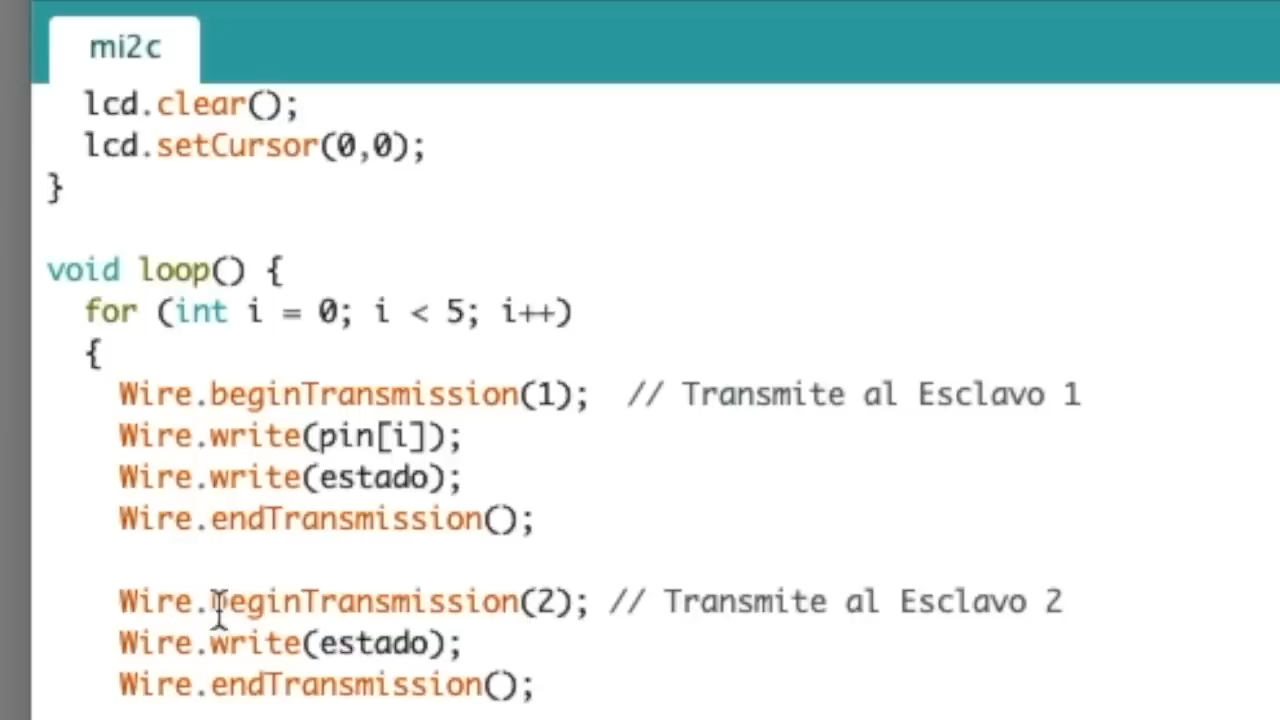 mi2c
lcd.clear();
lcd.setCursor(0,0);
}
void loop() {
for (int i = 0; i < 5; i++)
{
Wire.beginTransmission(1);  // Transmite al Esclavo 1
Wire.write(pin[i]);
Wire.write(estado);
Wire.endTransmission();
Wire.beginTransmission(2); // Transmite al Esclavo 2
Wire.write(estado);
Wire.endTransmission();